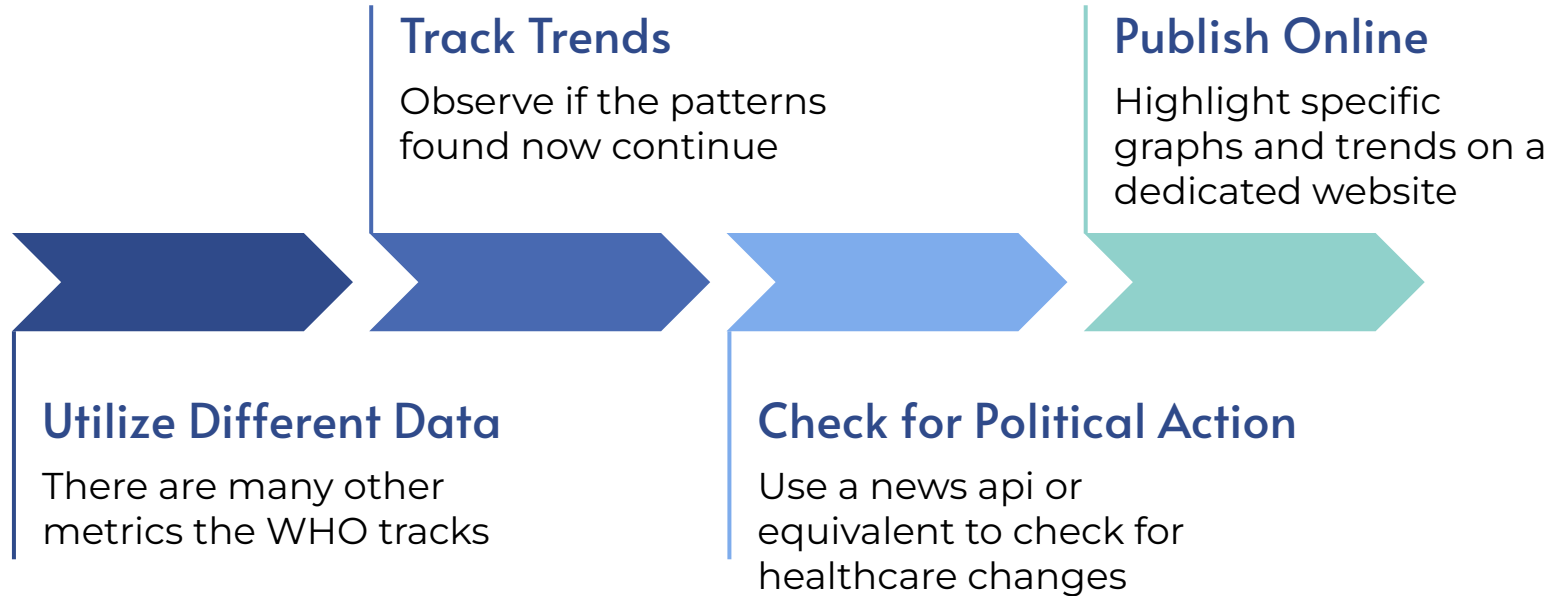 Track Trends
Observe if the patterns
found now continue
Publish Online
Highlight specific
graphs and trends on a
dedicated website
Utilize Different Data
There are many other
metrics the WHO tracks
Check for Political Action
Use a news api or
equivalent to check for
healthcare changes